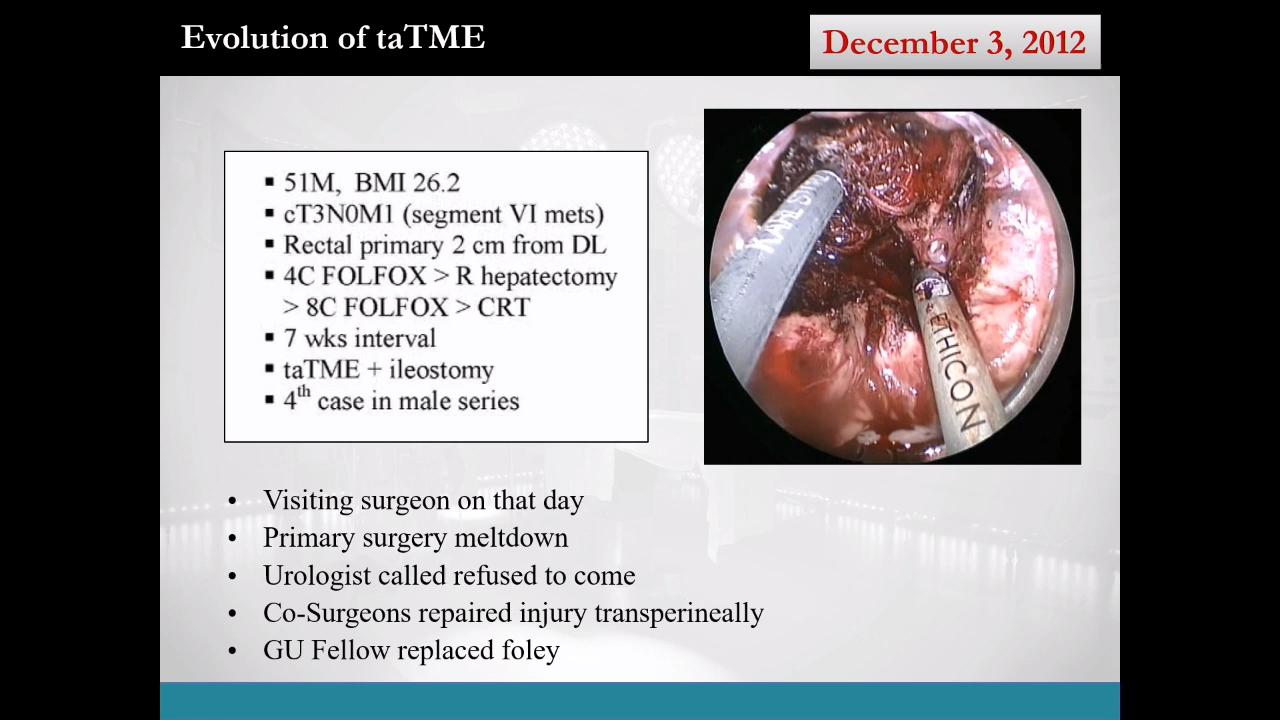 Evolution of taTME
December 3, 2012
▪ 51M, BMI 26.2
▪ cT3N0M1 (segment VI mets)
▪ Rectal primary 2 cm from DL
▪ 4C FOLFOX > R hepatectomy
> 8C FOLFOX > CRT
▪ 7 wks interval
▪ taTME + ileostomy
▪ 4th case in male series
KARL
ETHICON
• Visiting surgeon on that day
• Primary surgery meltdown
• Urologist called refused to come
• Co-Surgeons repaired injury transperineally
• GU Fellow replaced foley